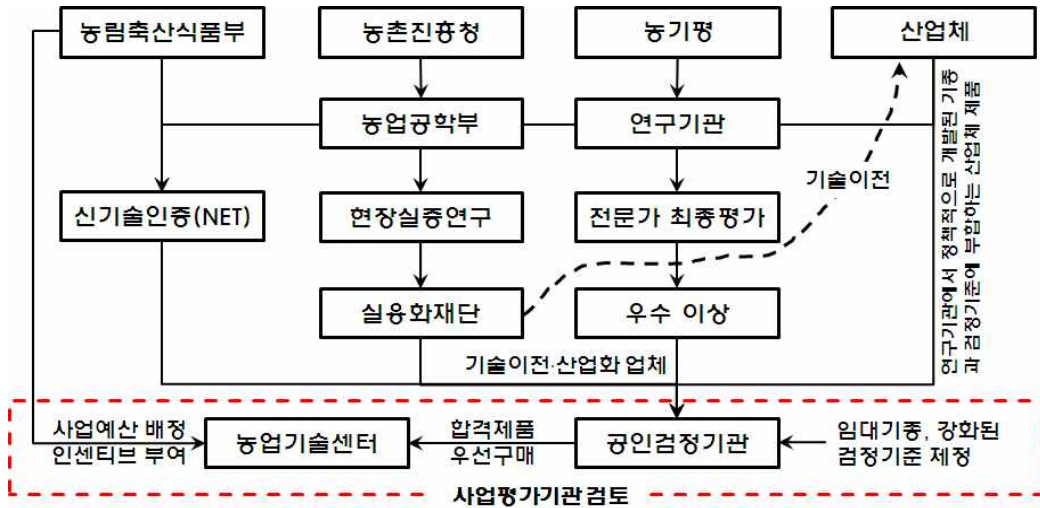 농림축산식품부
농촌진흥청
농기평
산업체
농업공학부
연구기관
기술이전
연구기관에서 정책적으로 개발된 기종
과 검정기준에 부합하는 산업체 제품
신기술인증(NET)
현장실증연구
전문가 최종평가
실용화재단
우수 이상
기술이전·산업화 업체
사업예산 배정
인센티브 부여
농업기술센터
합격제품
우선구매
공인검정기관
임대기종, 강화된
검정기준 제정
사업평가기관 검토